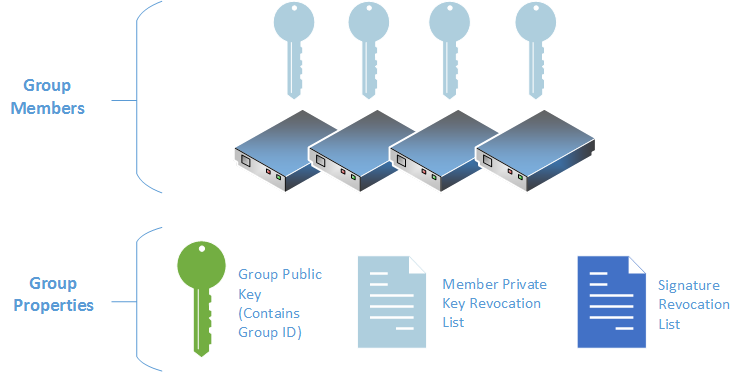 Group
Members
Group
Properties
Group Public
Key
(Contains
Group ID)
Member Private
Key Revocation
List
Signature
Revocation
List